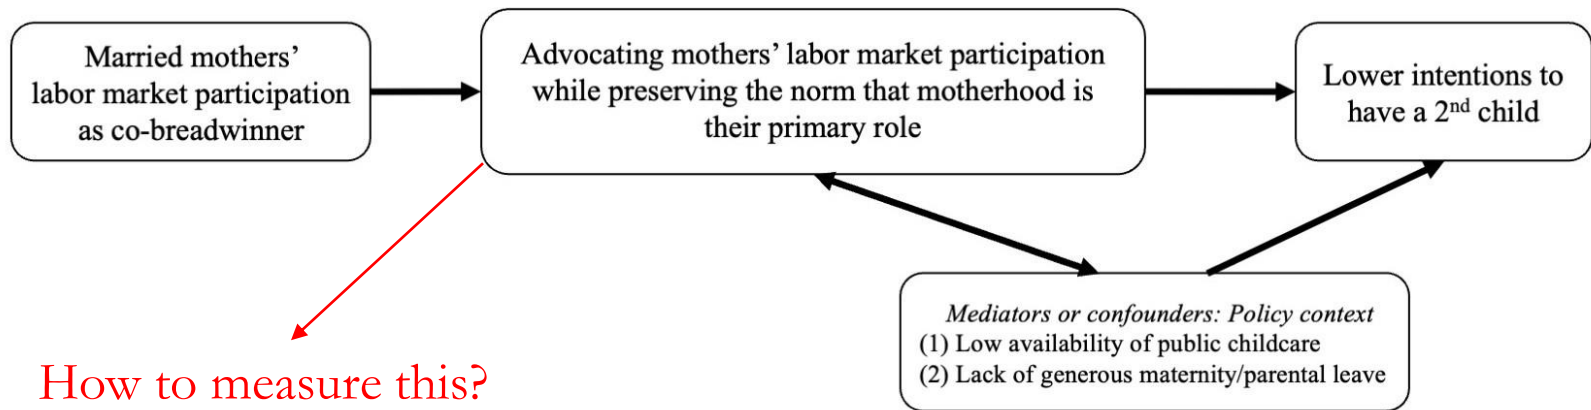 Married mothers’
labor market participation
as co-breadwinner
Advocating mothers’ labor market participation
while preserving the norm that motherhood is
their primary role
Lower intentions to
have a 2nd child
Mediators or confounders: Policy context
(1) Low availability of public childcare
(2) Lack of generous maternity/parental leave
How to measure this?